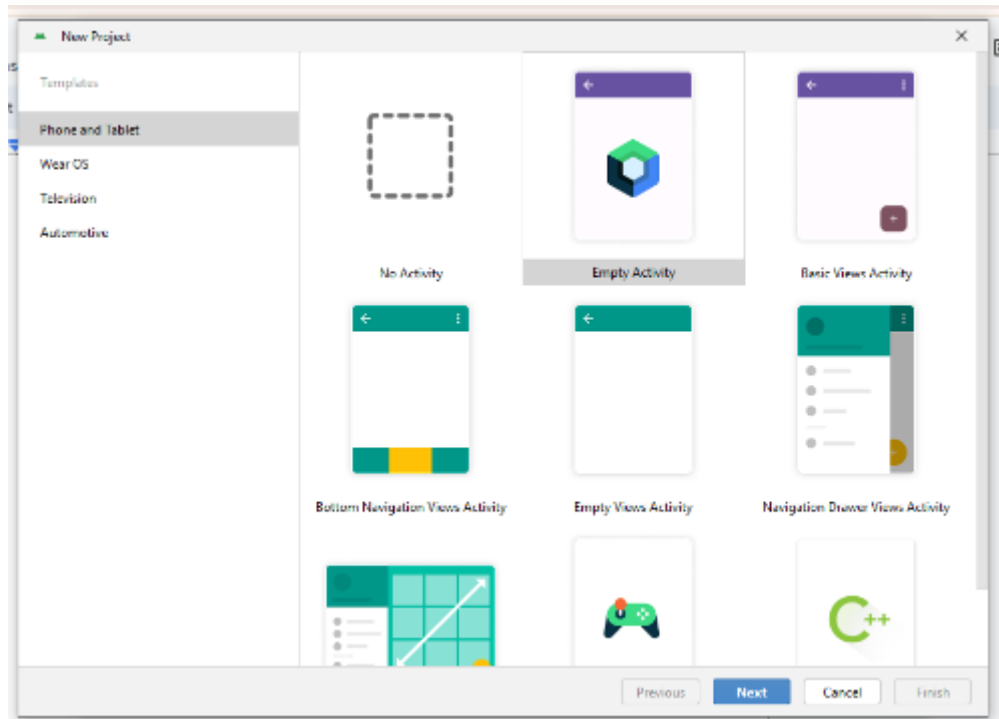 New Project
Templates
Phone and Tablet
Wear OS
Television
Automotive
No Activity
Empty Activity
Basic Views Activity
Bottom Navigation Views Activity
Empty Views Activity
Navigation Drawer Views Activity
C++
Previous
Next
Cancel
Finish